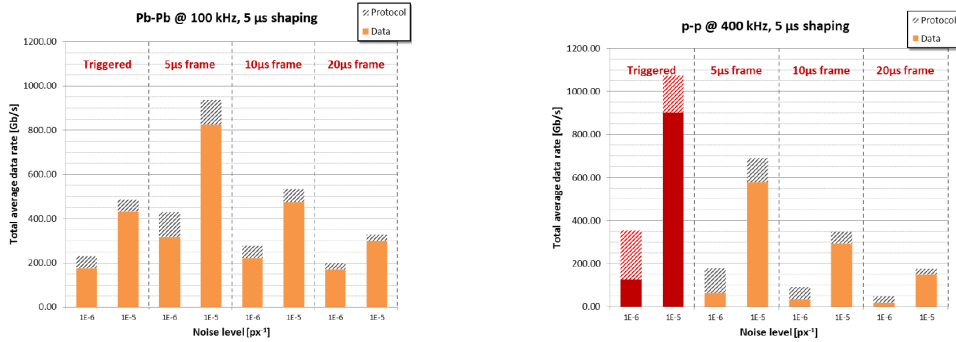 Pb-Pb @ 100 kHz, 5 µs shaping
Protocol
Data
1200.00
1000.00
800.00
600.00
400.00
200.00
0.00
Total average data rate [Gb/s]
Triggered
5µs frame
10µs frame
20µs frame
1E-6
1E-5
1E-6
1E-5
1E-6
1E-5
1E-6
1E-5
Noise level [px⁻¹]
p-p @ 400 kHz, 5 µs shaping
Protocol
Data
1200.00
1000.00
800.00
600.00
400.00
200.00
0.00
Total average data rate [Gb/s]
Triggered
5µs frame
10µs frame
20µs frame
1E-6
1E-5
1E-6
1E-5
1E-6
1E-5
1E-6
1E-5
Noise level [px⁻¹]